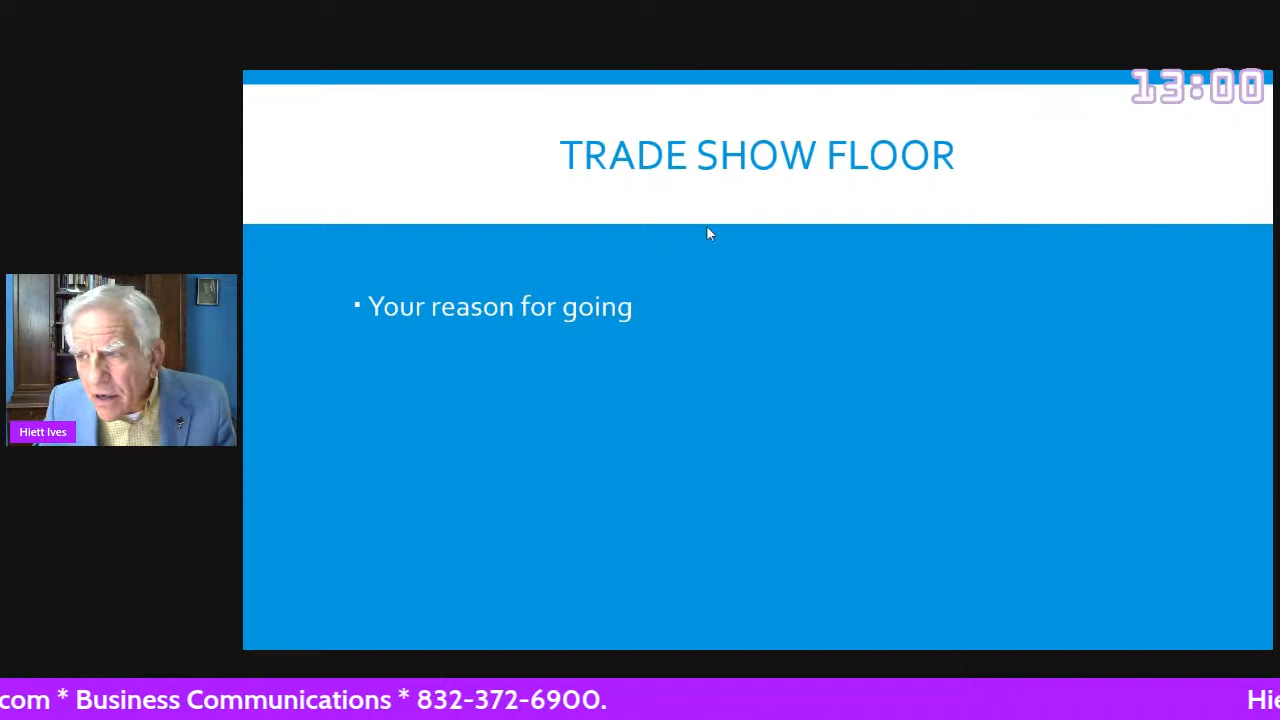 13:00
TRADE SHOW FLOOR
▪ Your reason for going
Hiett Ives
.com * Business Communications * 832-372-6900.
Hie